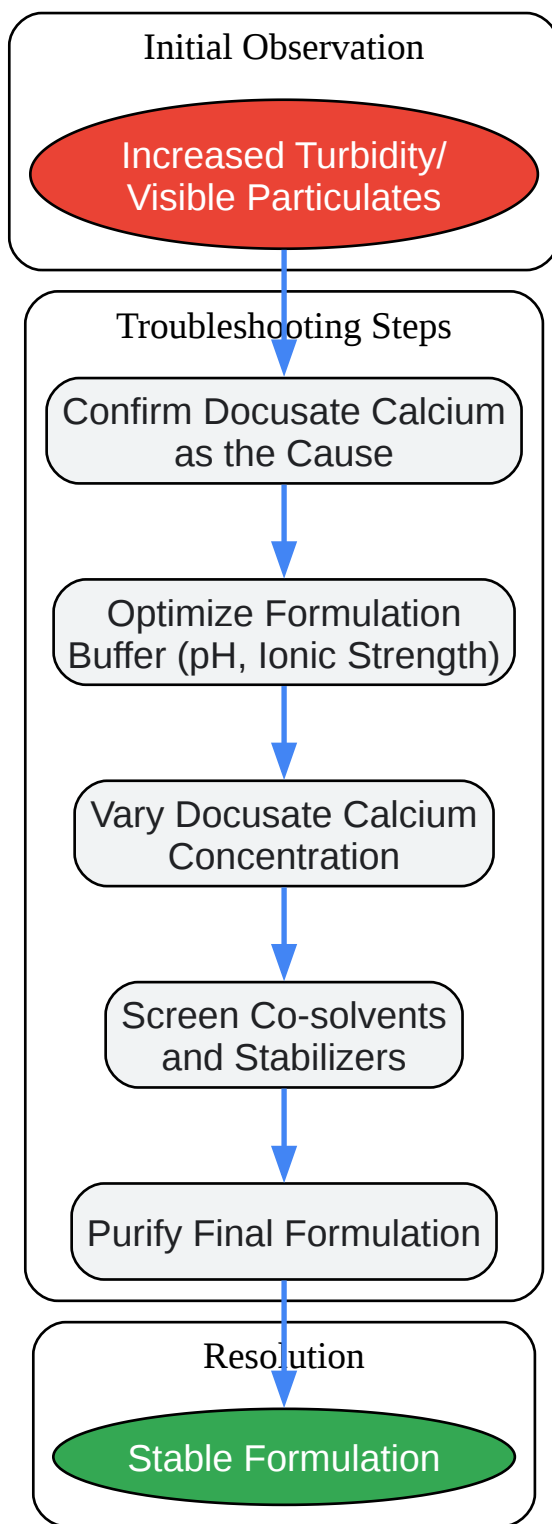 Initial Observation
Increased Turbidity/
Visible Particulates
Troubleshooting Steps
Confirm Docusate Calcium
as the Cause
Optimize Formulation
Buffer (pH, Ionic Strength)
Vary Docusate Calcium
Concentration
Screen Co-solvents
and Stabilizers
Purify Final Formulation
Resolution
Stable Formulation